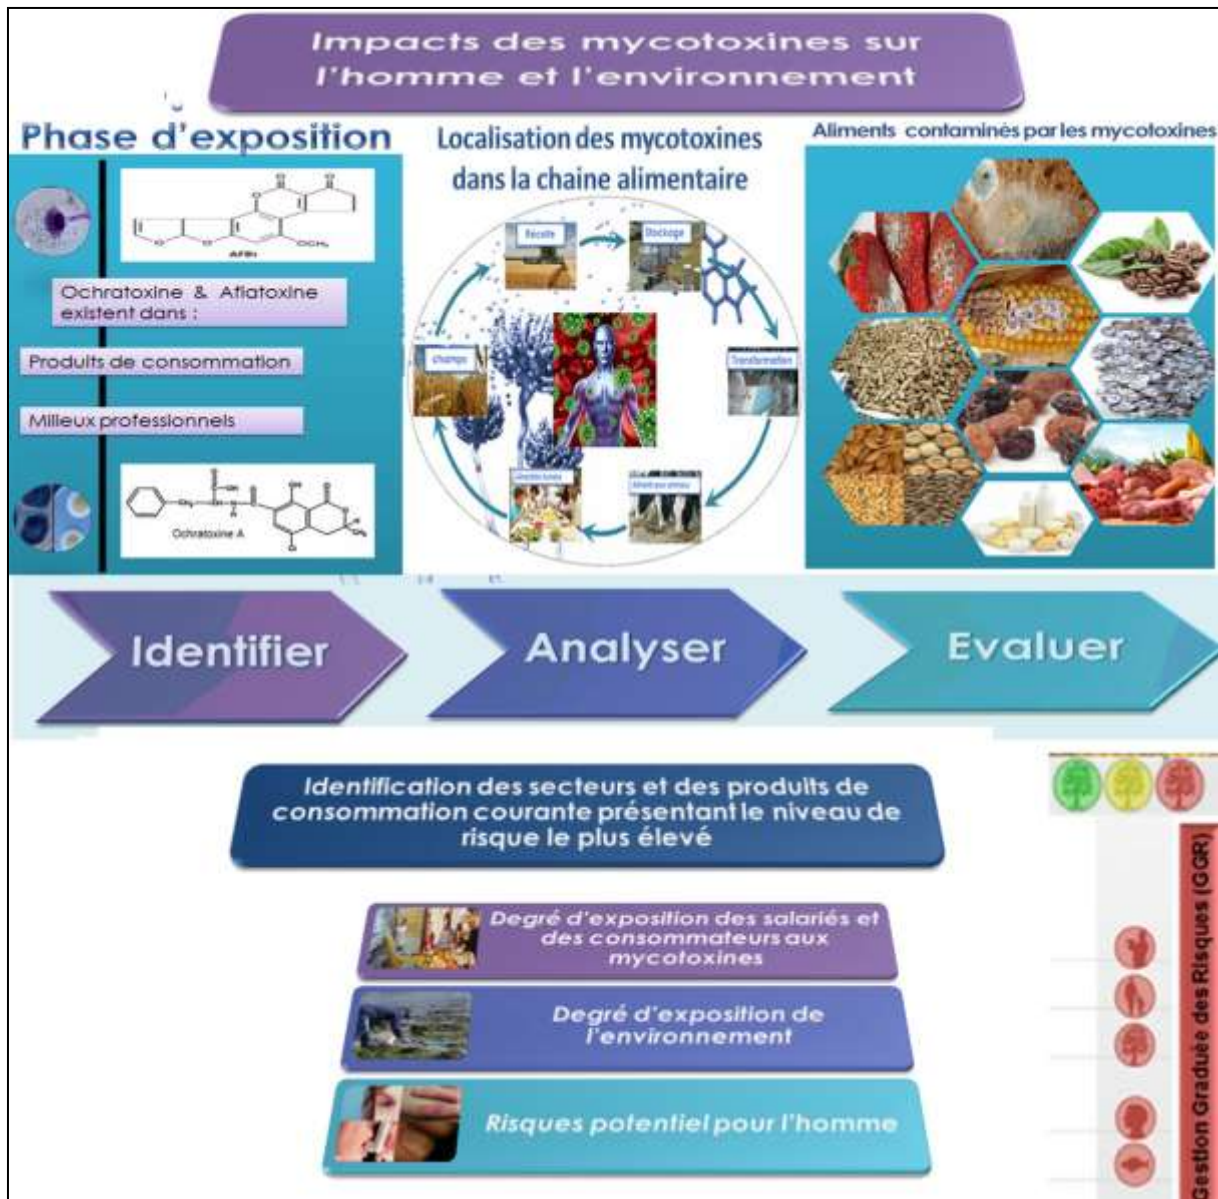 Impacts des mycotoxines sur
l'homme et l'environnement
Phase d'exposition
AFB1
Ochratoxine & Aflatoxine
existent dans :
Produits de consommation
Milieux professionnels
Ochratoxine A
Localisation des mycotoxines
dans la chaine alimentaire
Récolte
Stockage
Champs
Transformation
Aliments contaminés par les mycotoxines
Identifier
Analyser
Evaluer
Identification des secteurs et des produits de
consommation courante présentant le niveau de
risque le plus élevé
Degré d'exposition des salariés et
des consommateurs aux
mycotoxines
Degré d'exposition de
l'environnement
Risques potentiel pour l'homme
Gestion Graduée des Risques (GGR)